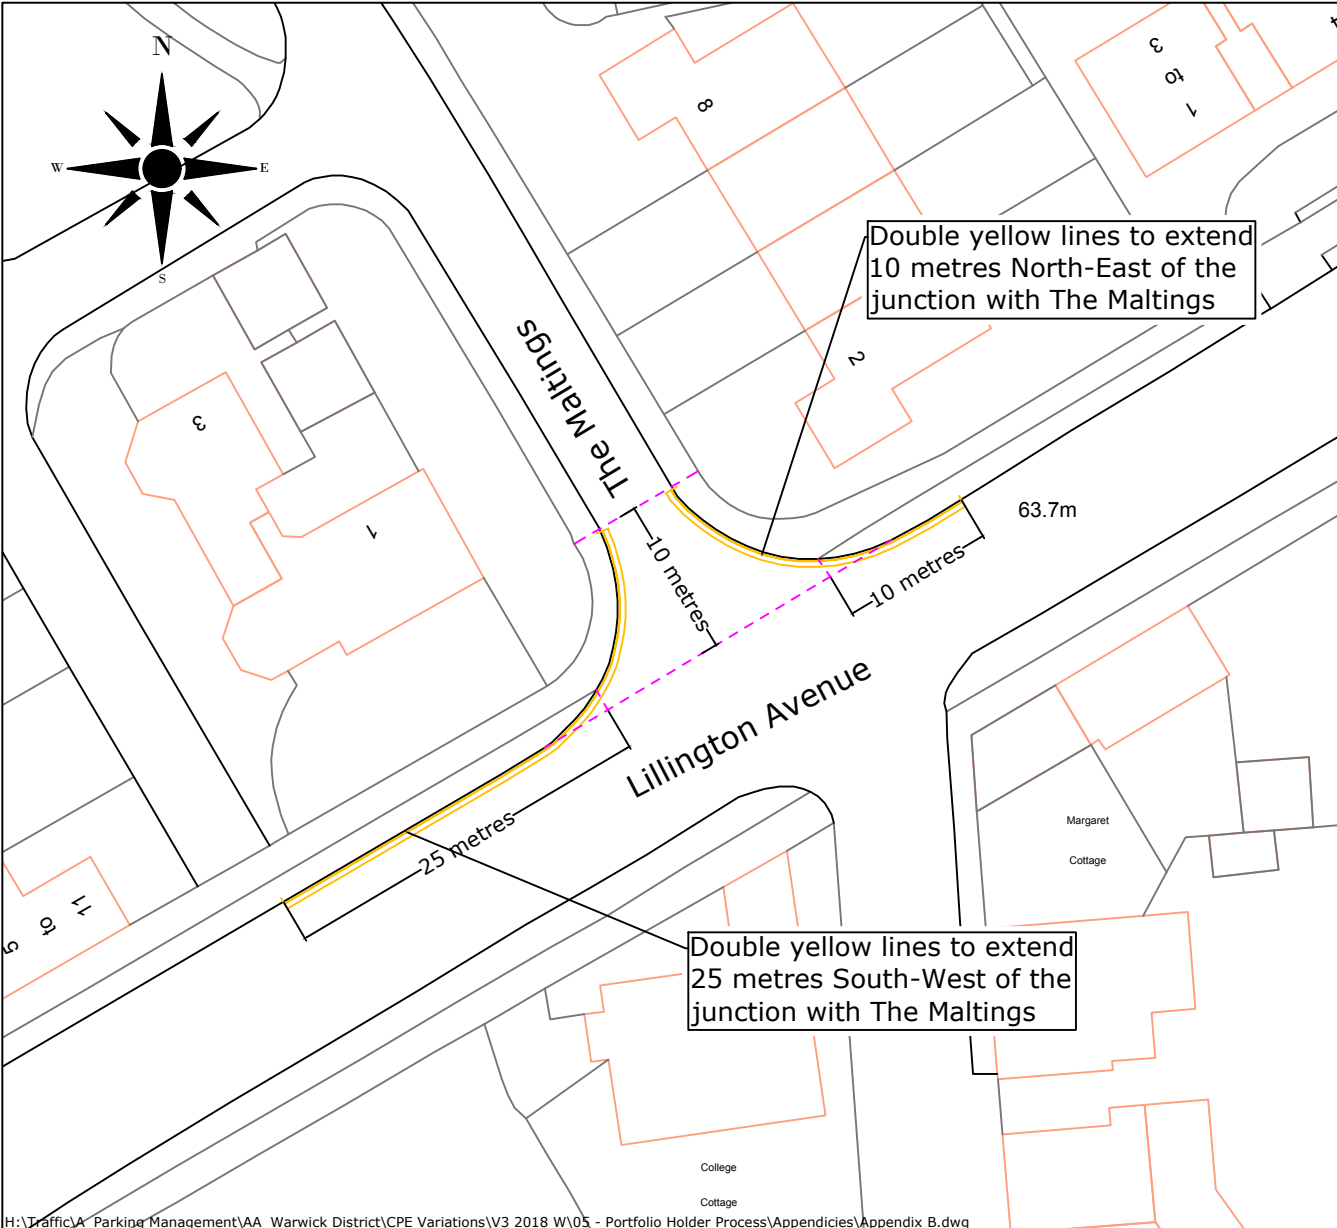 N
W
E
S
8
3
to
1
4
Double yellow lines to extend
10 metres North-East of the
junction with The Maltings
The Maltings
2
3
1
63.7m
10 metres
10 metres
Lillington Avenue
25 metres
Margaret
Cottage
11
to
5
Double yellow lines to extend
25 metres South-West of the
junction with The Maltings
College
Cottage
H:\Traffic\A Parking Management\AA Warwick District\CPE Variations\V3 2018 W\05 - Portfolio Holder Process\Appendicies\Appendix B.dwg